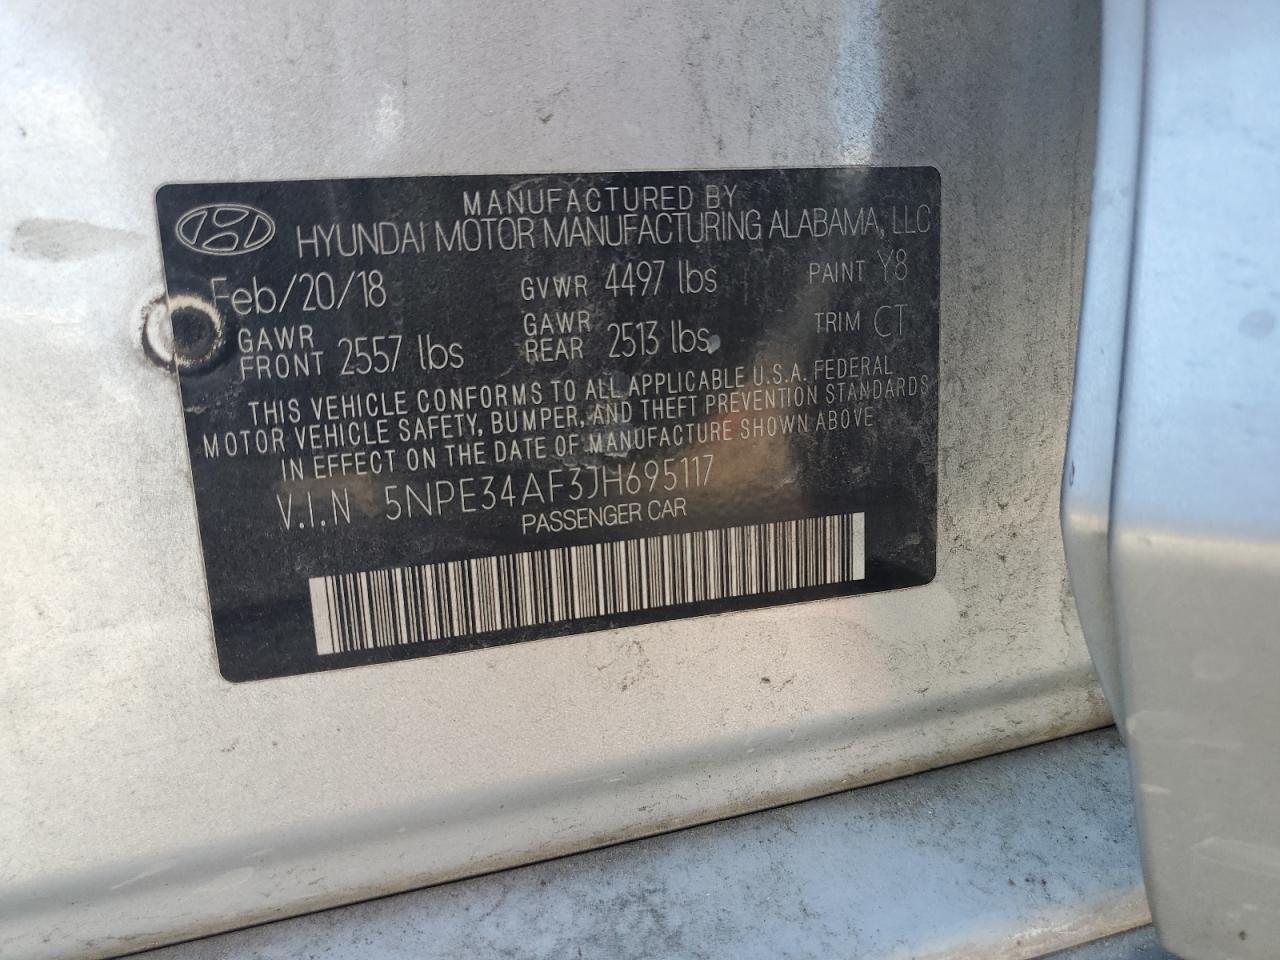 MANUFACTURED BY
HYUNDAI MOTOR MANUFACTURING ALABAMA, LLC
Feb/20/18 GVWR 4497 lbs PAINT Y8
GAWR FRONT 2557 lbs GAWR REAR 2513 lbs TRIM CT
THIS VEHICLE CONFORMS TO ALL APPLICABLE U.S.A. FEDERAL
MOTOR VEHICLE SAFETY, BUMPER, AND THEFT PREVENTION STANDARDS
IN EFFECT ON THE DATE OF MANUFACTURE SHOWN ABOVE
V.I.N 5NPE34AF3JH695117
PASSENGER CAR